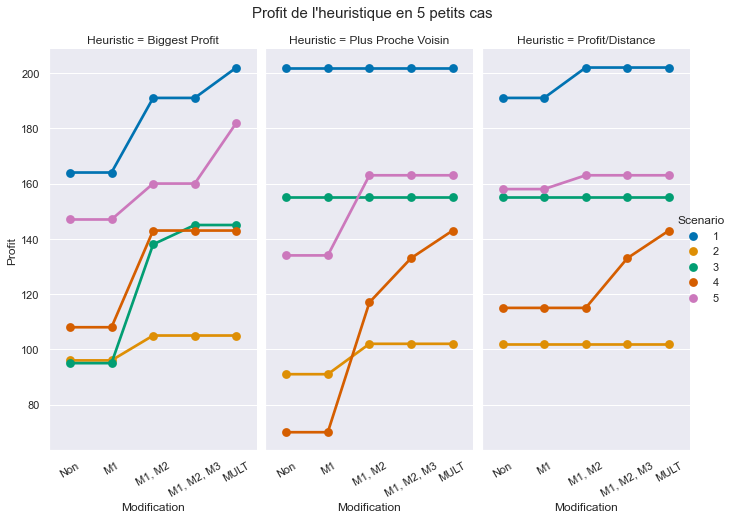 Profit de l'heuristique en 5 petits cas
Heuristic = Biggest Profit
Heuristic = Plus Proche Voisin
Heuristic = Profit/Distance
200
180
160
140
120
100
80
Profit
Non
M1
M1, M2
M1, M2, M3
MULT
Modification
Non
M1
M1, M2
M1, M2, M3
MULT
Modification
Non
M1
M1, M2
M1, M2, M3
MULT
Modification
Scenario
1
2
3
4
5